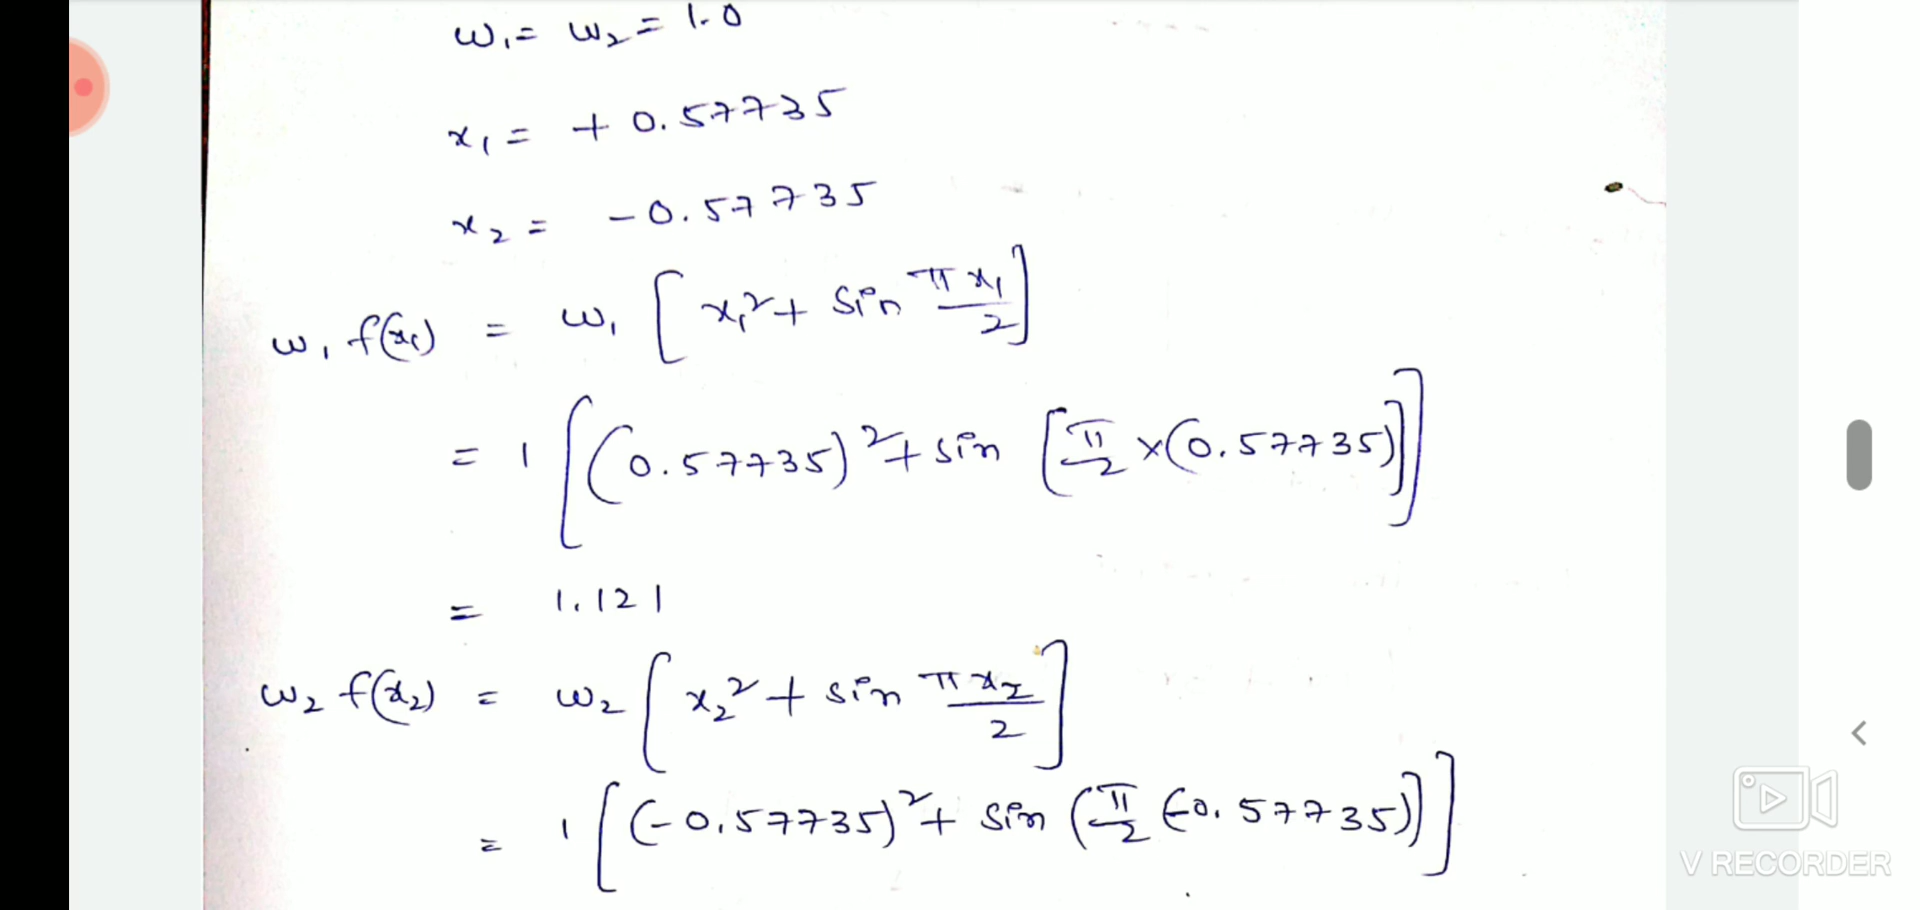 ω₁ = ω₂ = 1.0
x₁ = + 0.57735
x₂ = - 0.57735
ω₁ f(x₁) = ω₁ [ x₁² + sin πx₁/2 ]
= 1 [ (0.57735)² + sin [ π/2 × (0.57735) ] ]
= 1.121
ω₂ f(x₂) = ω₂ [ x₂² + sin πx₂/2 ]
= 1 [ (-0.57735)² + sin ( π/2 (-0.57735) ) ]
V RECORDER